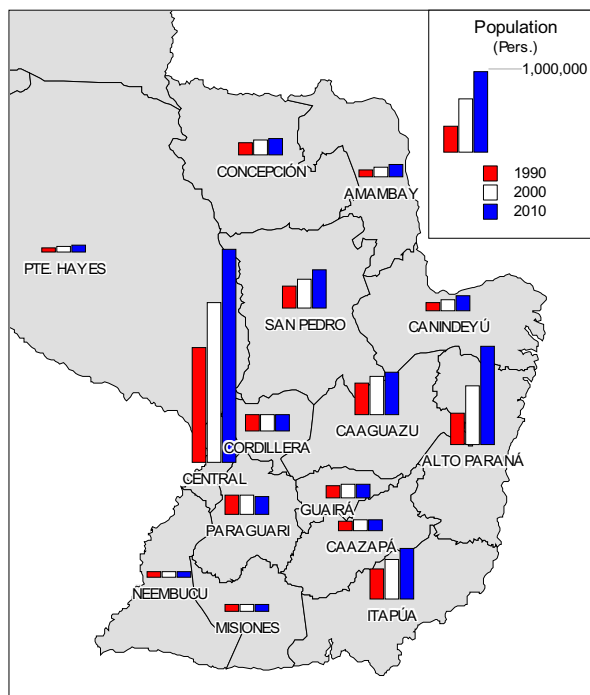 Population
(Pers.)
1,000,000
1990
2000
2010
CONCEPCIÓN
AMAMBAY
PTE. HAYES
SAN PEDRO
CANINDEYÚ
CORDILLERA
CAAGUAZU
ALTO PARANÁ
CENTRAL
GUAIRÁ
PARAGUARI
CAAZAPÁ
NEEMBUCU
MISIONES
ITAPÚA